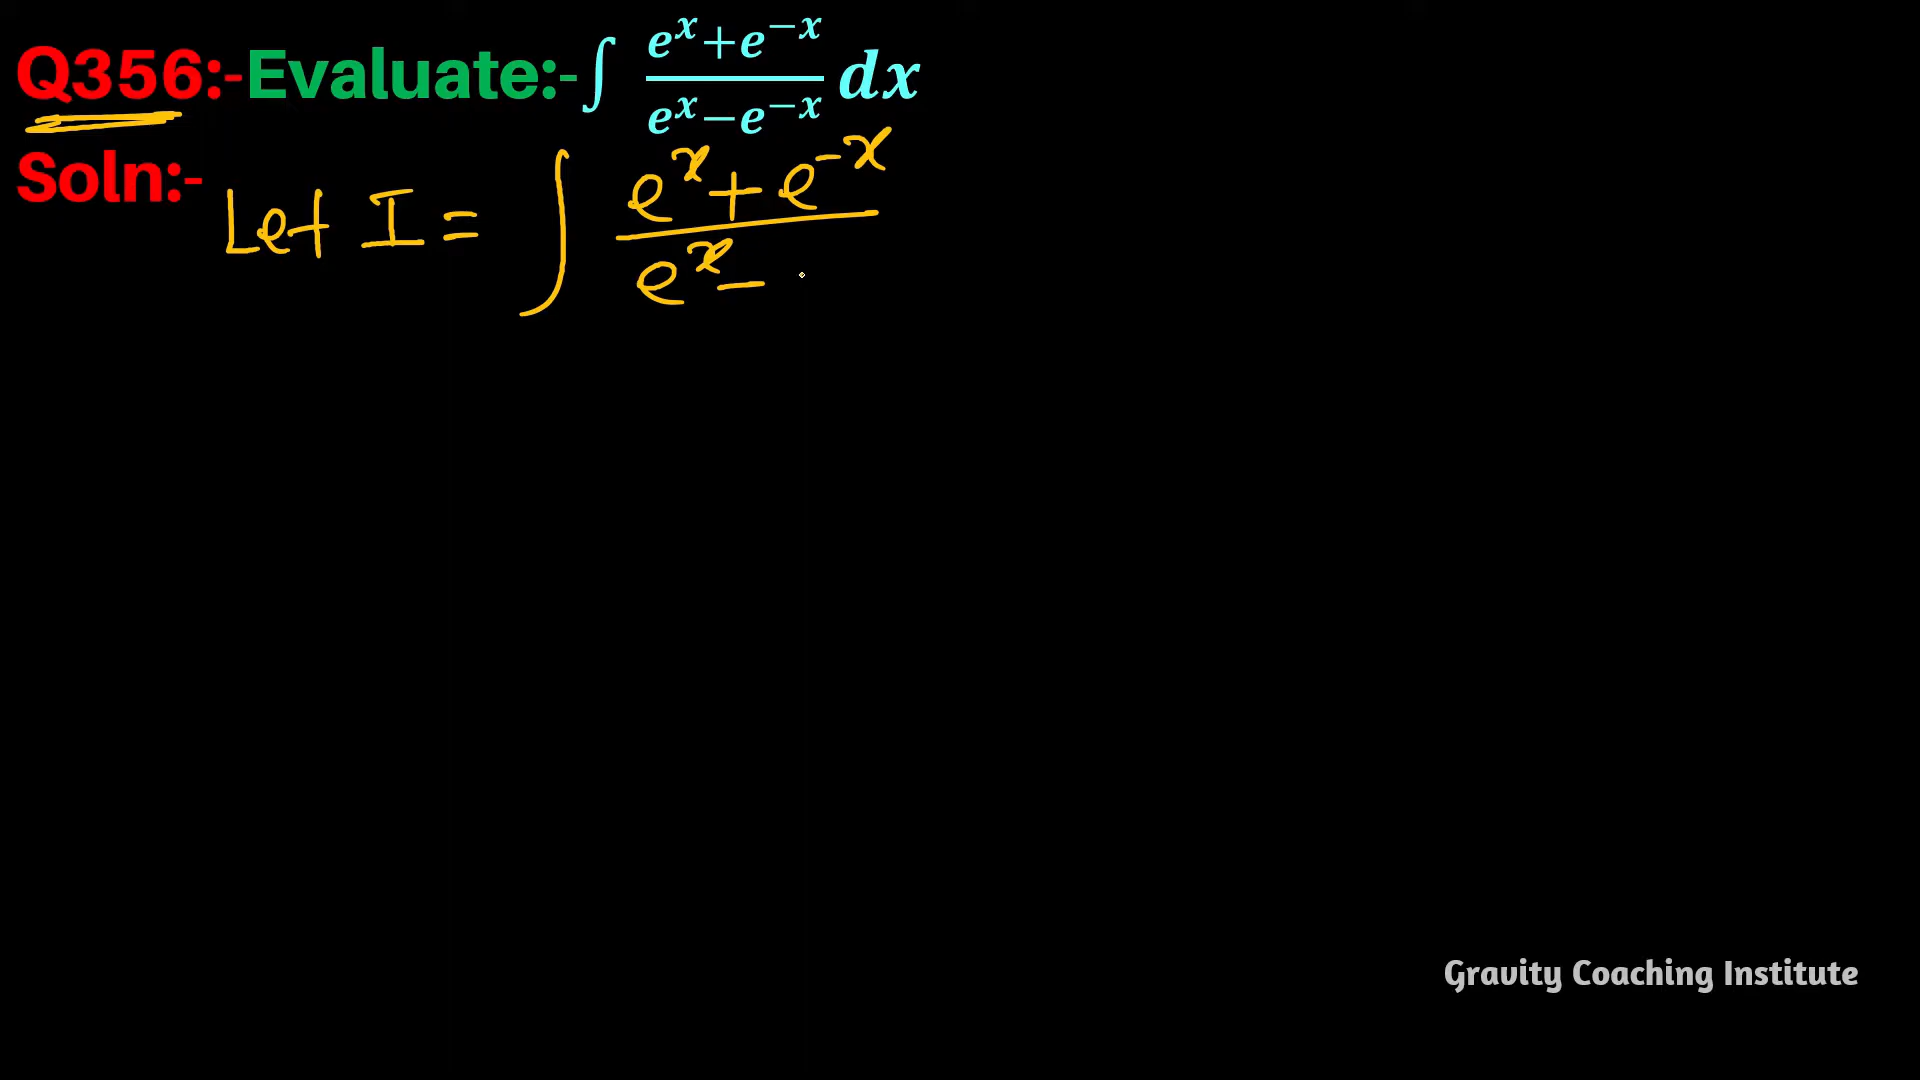 Q356:-Evaluate:-∫ (e^x+e^-x)/(e^x-e^-x) dx
Soln:- Let I = ∫ (e^x+e^-x)/(e^x-
Gravity Coaching Institute